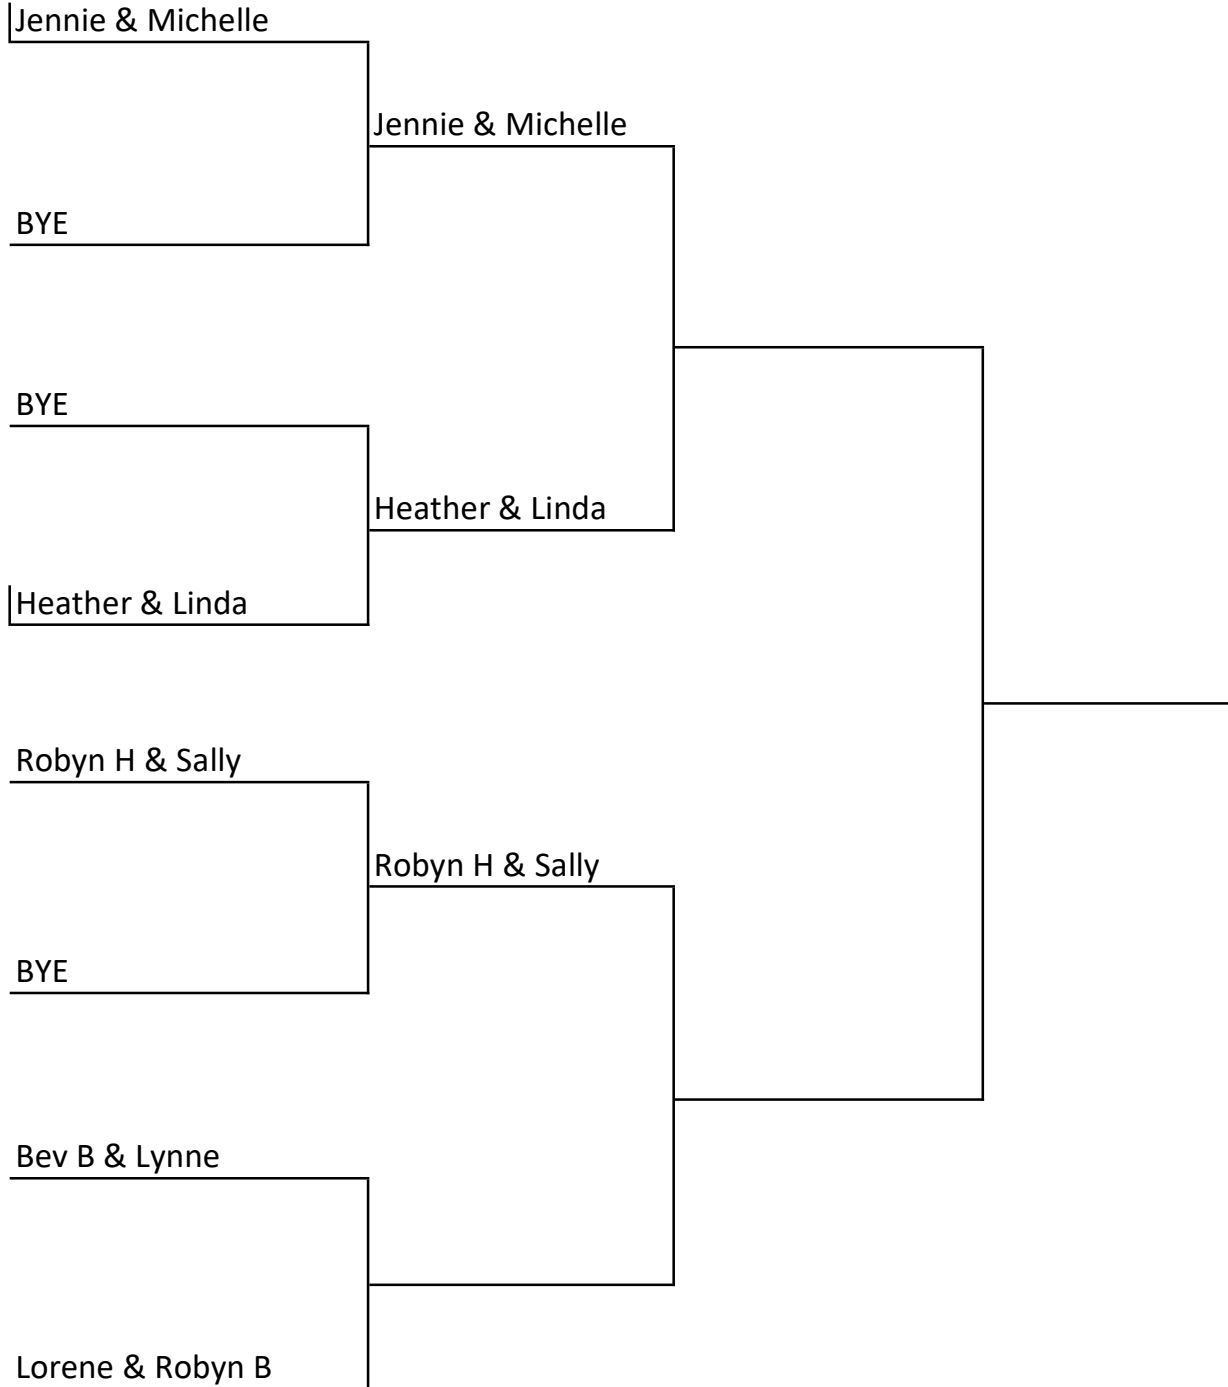 Jennie & Michelle
Jennie & Michelle
BYE
BYE
Heather & Linda
Heather & Linda
Robyn H & Sally
Robyn H & Sally
BYE
Bev B & Lynne
Lorene & Robyn B